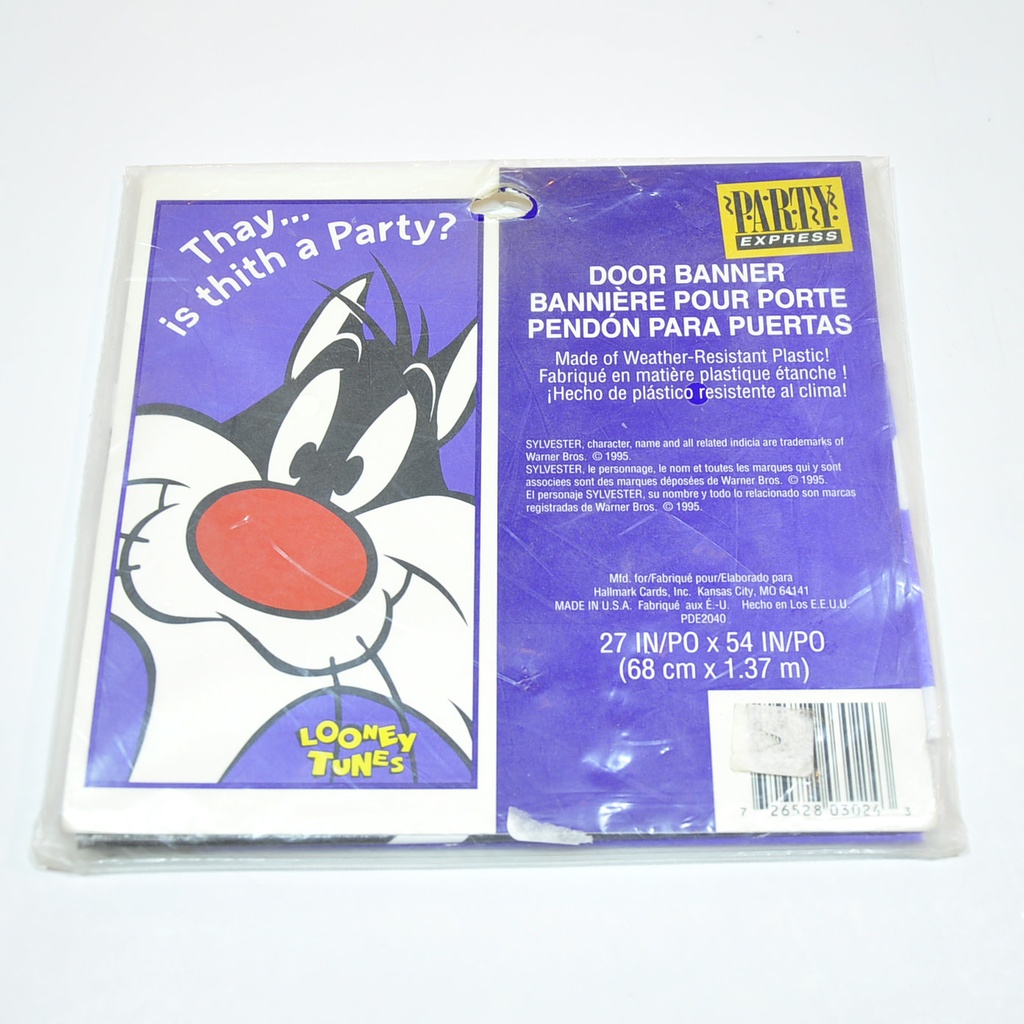 Thay...
is thith a Party?
LOONEY
TUNES
PARTY
EXPRESS
DOOR BANNER
BANNIÈRE POUR PORTE
PENDÓN PARA PUERTAS
Made of Weather-Resistant Plastic!
Fabriqué en matière plastique étanche !
¡Hecho de plástico resistente al clima!
SYLVESTER, character, name and all related indicia are trademarks of
Warner Bros. © 1995.
SYLVESTER, le personnage, le nom et toutes les marques qui y sont
associees sont des marques déposées de Warner Bros. © 1995.
El personaje SYLVESTER, su nombre y todo lo relacionado son marcas
registradas de Warner Bros. © 1995.
Mfd. for/Fabriqué pour/Elaborado para
Hallmark Cards, Inc. Kansas City, MO 64141
MADE IN U.S.A. Fabriqué aux É.-U. Hecho en Los E.E.U.U.
PDE2040
27 IN/PO x 54 IN/PO
(68 cm x 1.37 m)
7 26528 03024 3